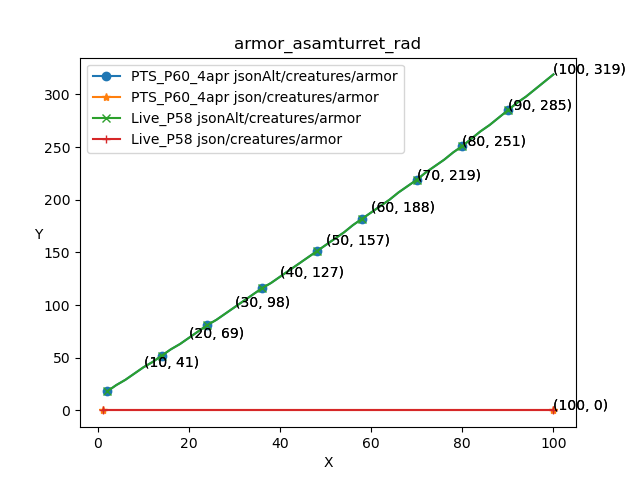 armor_asamturret_rad
PTS_P60_4apr jsonAlt/creatures/armor
PTS_P60_4apr json/creatures/armor
Live_P58 jsonAlt/creatures/armor
Live_P58 json/creatures/armor
(100, 319)
(90, 285)
(80, 251)
(70, 219)
(60, 188)
(50, 157)
(40, 127)
(30, 98)
(20, 69)
(10, 41)
(100, 0)
300
250
200
150
100
50
0
Y
0 20 40 60 80 100
X